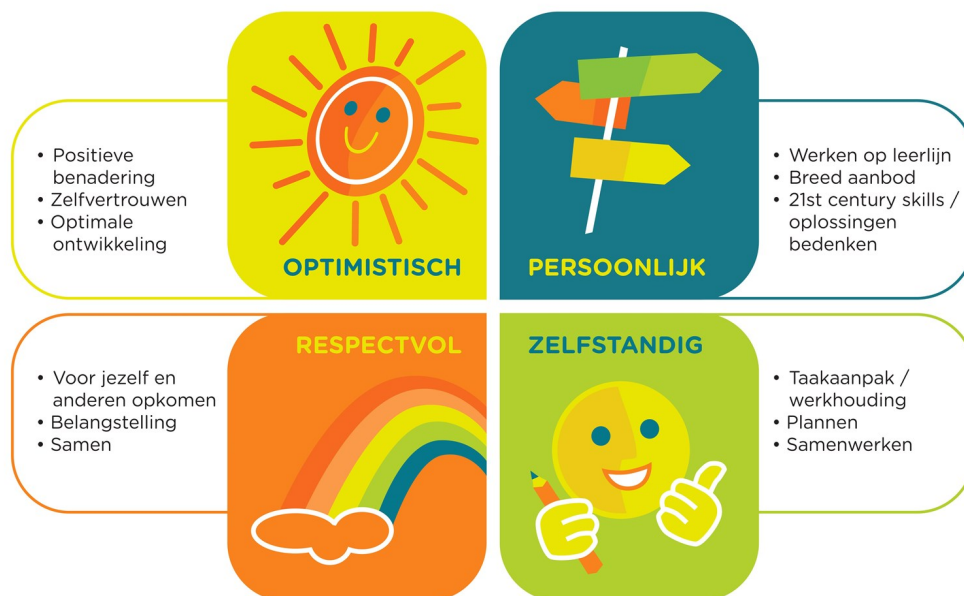 • Positieve
benadering
• Zelfvertrouwen
• Optimale
ontwikkeling
OPTIMISTISCH
PERSOONLIJK
• Werken op leerlijn
• Breed aanbod
• 21st century skills /
oplossingen
bedenken
RESPECTVOL
• Voor jezelf en
anderen opkomen
• Belangstelling
• Samen
ZELFSTANDIG
• Taakaanpak /
werkhouding
• Plannen
• Samenwerken